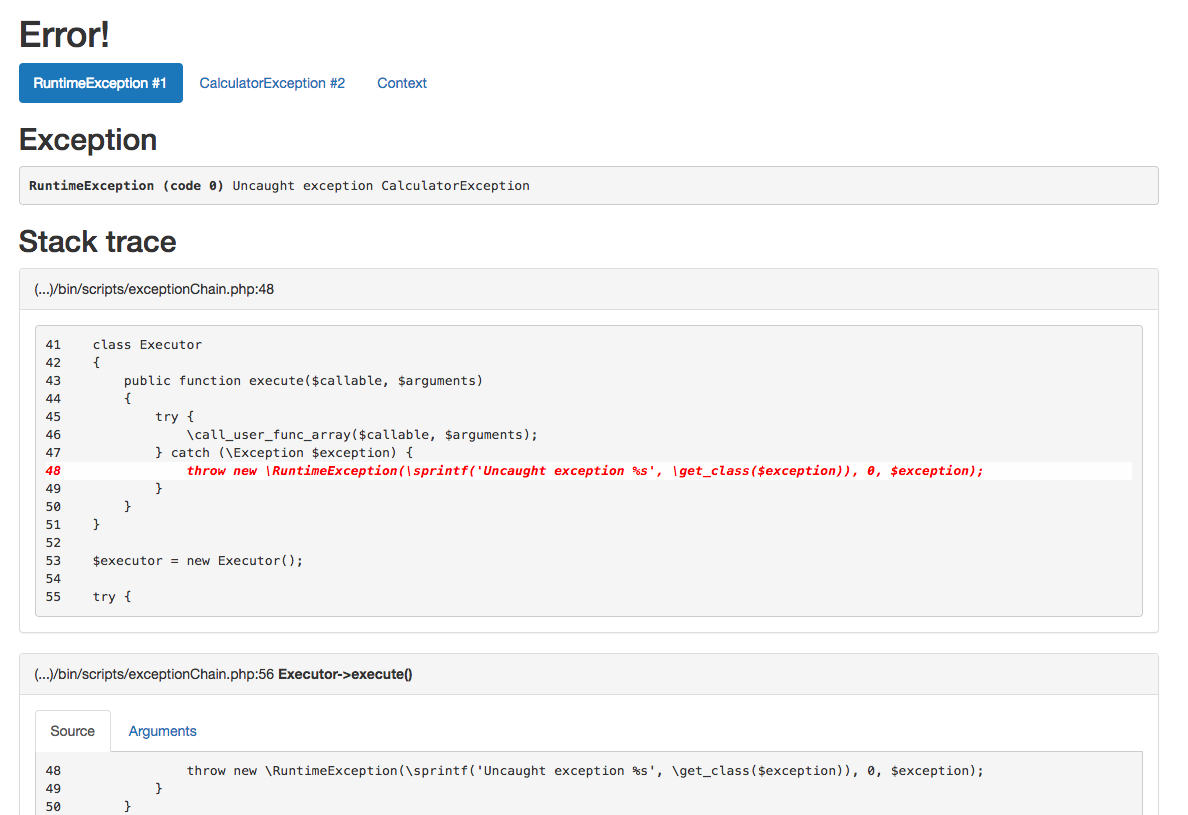 Error!
RuntimeException #1 CalculatorException #2 Context
Exception
RuntimeException (code 0) Uncaught exception CalculatorException
Stack trace
(...)/bin/scripts/exceptionChain.php:48
41    class Executor
42    {
43        public function execute($callable, $arguments)
44        {
45            try {
46                \call_user_func_array($callable, $arguments);
47            } catch (\Exception $exception) {
48                throw new \RuntimeException(\sprintf('Uncaught exception %s', \get_class($exception)), 0, $exception);
49            }
50        }
51    }
52
53    $executor = new Executor();
54
55    try {
(...)/bin/scripts/exceptionChain.php:56 Executor->execute()
Source Arguments
48                throw new \RuntimeException(\sprintf('Uncaught exception %s', \get_class($exception)), 0, $exception);
49            }
50        }